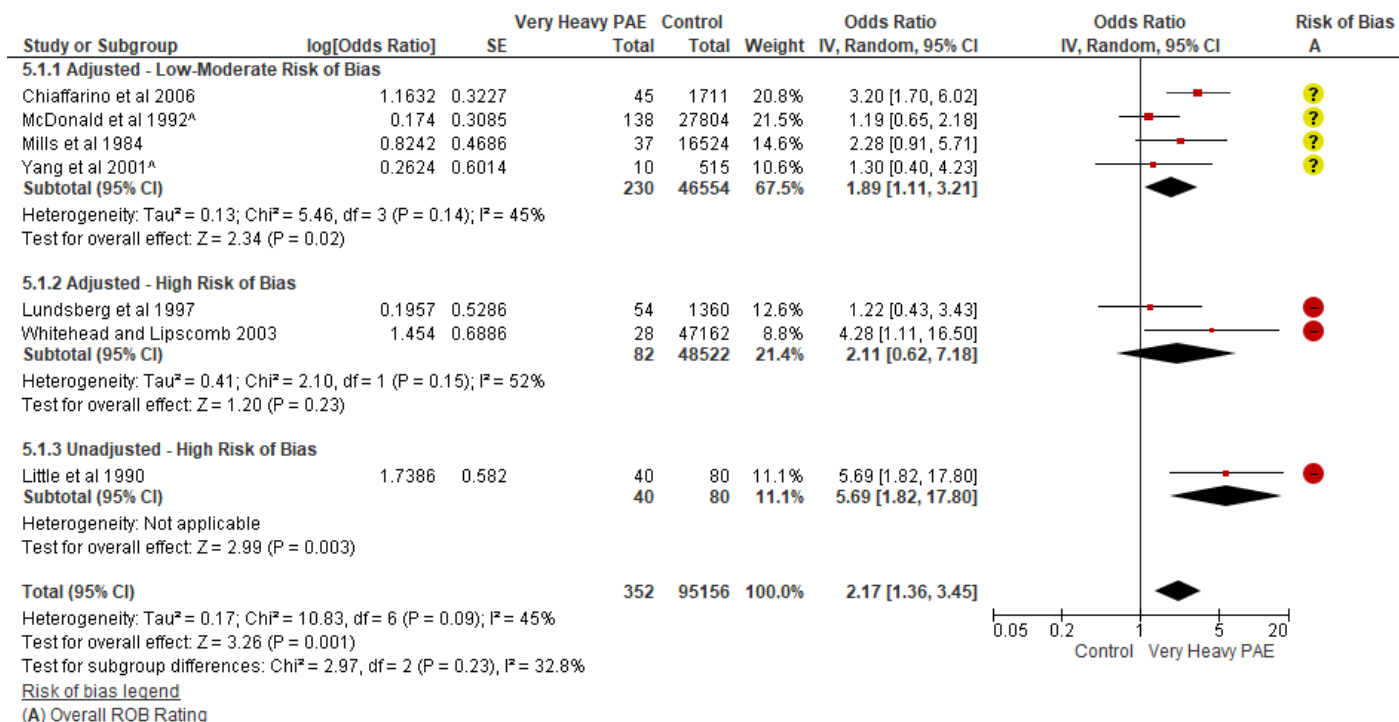 Very Heavy PAE Control Odds Ratio Odds Ratio Risk of Bias
Study or Subgroup log[Odds Ratio] SE Total Total Weight IV, Random, 95% CI IV, Random, 95% CI A
5.1.1 Adjusted - Low-Moderate Risk of Bias
Chiaffarino et al 2006 1.1632 0.3227 45 1711 20.8% 3.20 [1.70, 6.02] ?
McDonald et al 1992^ 0.174 0.3085 138 27804 21.5% 1.19 [0.65, 2.18] ?
Mills et al 1984 0.8242 0.4686 37 16524 14.6% 2.28 [0.91, 5.71] ?
Yang et al 2001^ 0.2624 0.6014 10 515 10.6% 1.30 [0.40, 4.23] ?
Subtotal (95% CI) 230 46554 67.5% 1.89 [1.11, 3.21]
Heterogeneity: Tau² = 0.13; Chi² = 5.46, df = 3 (P = 0.14); I² = 45%
Test for overall effect: Z = 2.34 (P = 0.02)
5.1.2 Adjusted - High Risk of Bias
Lundsberg et al 1997 0.1957 0.5286 54 1360 12.6% 1.22 [0.43, 3.43] −
Whitehead and Lipscomb 2003 1.454 0.6886 28 47162 8.8% 4.28 [1.11, 16.50] −
Subtotal (95% CI) 82 48522 21.4% 2.11 [0.62, 7.18]
Heterogeneity: Tau² = 0.41; Chi² = 2.10, df = 1 (P = 0.15); I² = 52%
Test for overall effect: Z = 1.20 (P = 0.23)
5.1.3 Unadjusted - High Risk of Bias
Little et al 1990 1.7386 0.582 40 80 11.1% 5.69 [1.82, 17.80] −
Subtotal (95% CI) 40 80 11.1% 5.69 [1.82, 17.80]
Heterogeneity: Not applicable
Test for overall effect: Z = 2.99 (P = 0.003)
Total (95% CI) 352 95156 100.0% 2.17 [1.36, 3.45]
Heterogeneity: Tau² = 0.17; Chi² = 10.83, df = 6 (P = 0.09); I² = 45%
Test for overall effect: Z = 3.26 (P = 0.001)
Test for subgroup differences: Chi² = 2.97, df = 2 (P = 0.23), I² = 32.8%
0.05 0.2 1 5 20
Control Very Heavy PAE
Risk of bias legend
(A) Overall ROB Rating